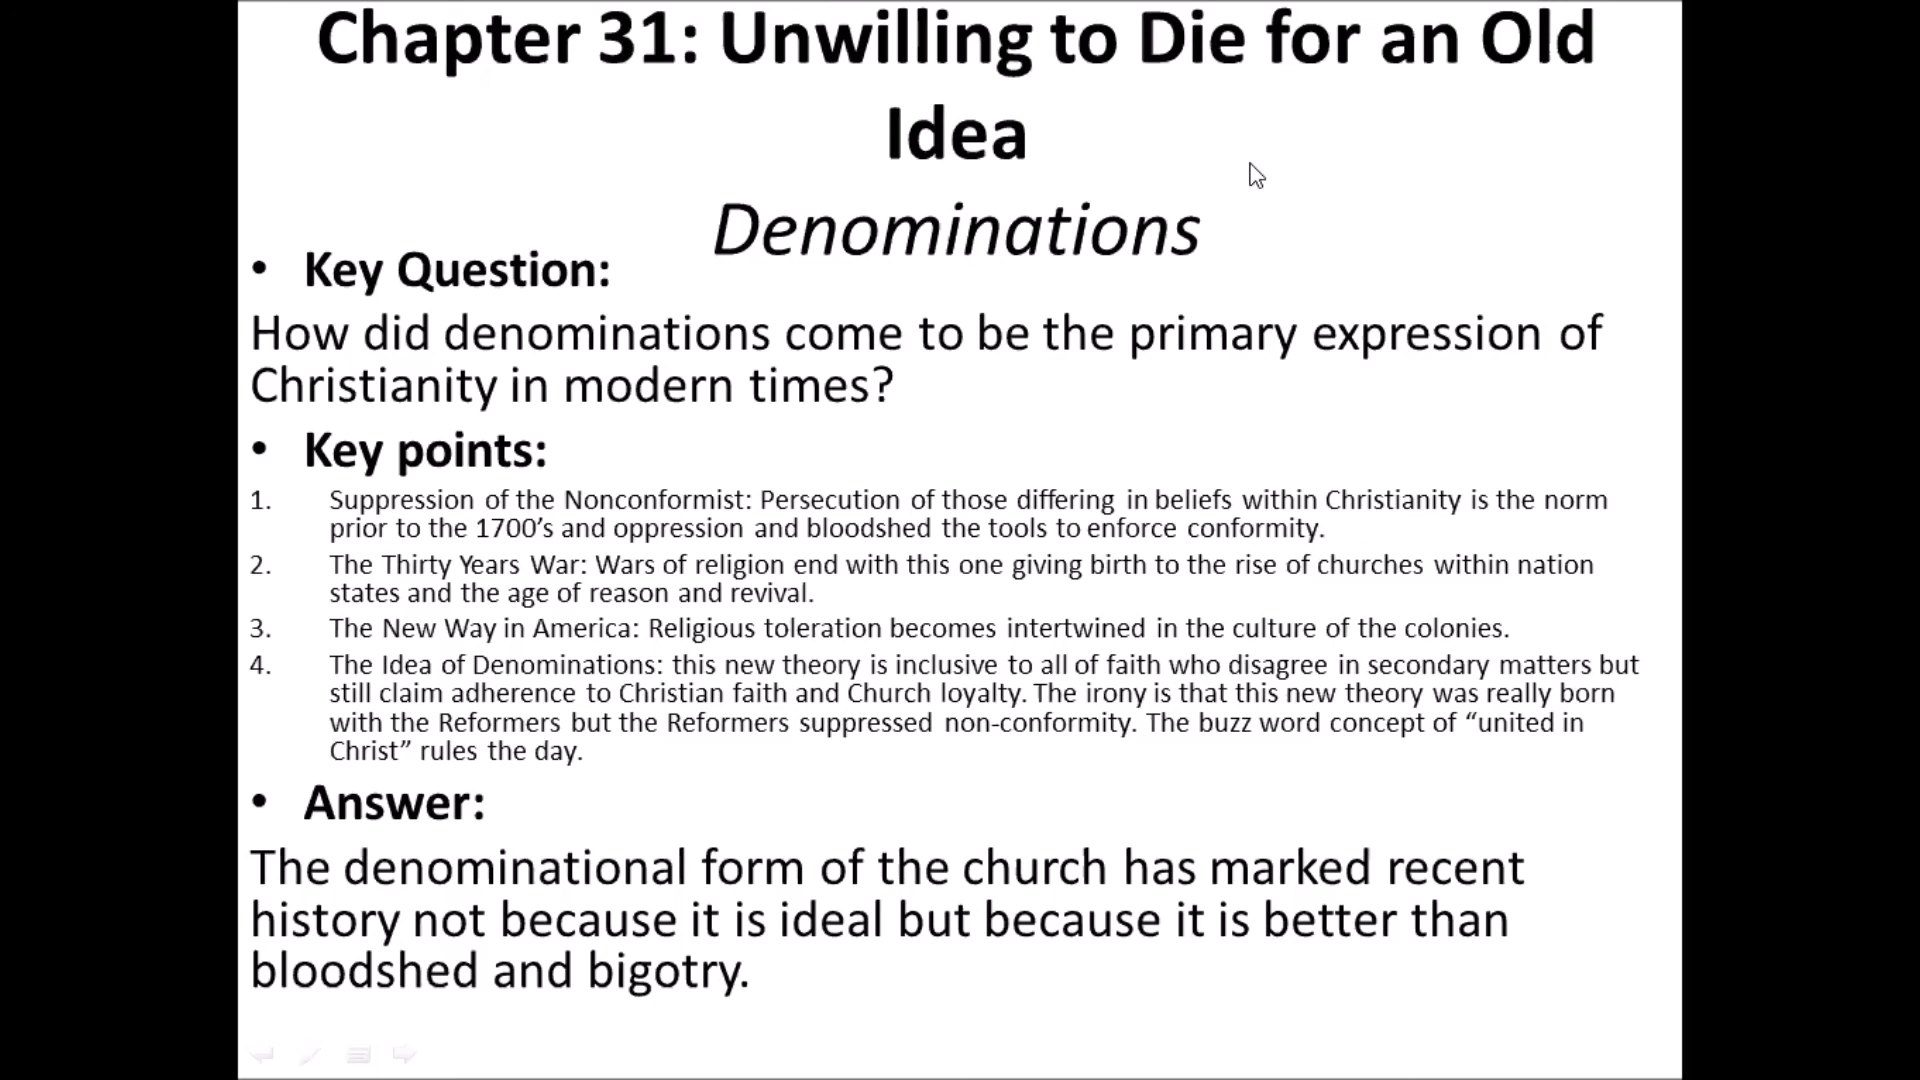 Chapter 31: Unwilling to Die for an Old
Idea
Denominations
• Key Question:
How did denominations come to be the primary expression of
Christianity in modern times?
• Key points:
1. Suppression of the Nonconformist: Persecution of those differing in beliefs within Christianity is the norm
prior to the 1700’s and oppression and bloodshed the tools to enforce conformity.
2. The Thirty Years War: Wars of religion end with this one giving birth to the rise of churches within nation
states and the age of reason and revival.
3. The New Way in America: Religious toleration becomes intertwined in the culture of the colonies.
4. The Idea of Denominations: this new theory is inclusive to all of faith who disagree in secondary matters but
still claim adherence to Christian faith and Church loyalty. The irony is that this new theory was really born
with the Reformers but the Reformers suppressed non-conformity. The buzz word concept of “united in
Christ” rules the day.
• Answer:
The denominational form of the church has marked recent
history not because it is ideal but because it is better than
bloodshed and bigotry.